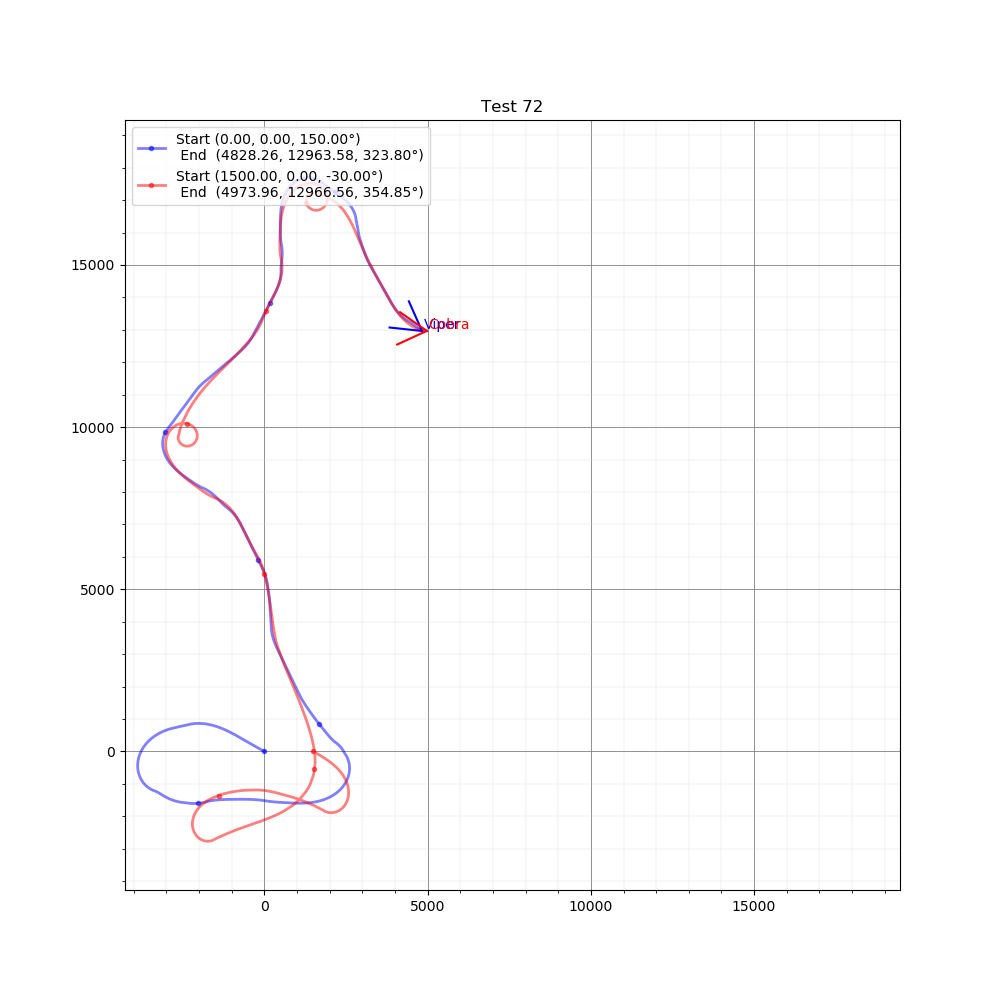 Test 72
Start (0.00, 0.00, 150.00°)
End (4828.26, 12963.58, 323.80°)
Start (1500.00, 0.00, -30.00°)
End (4973.96, 12966.56, 354.85°)
15000
10000
5000
0
Viper
Cobra
0
5000
10000
15000